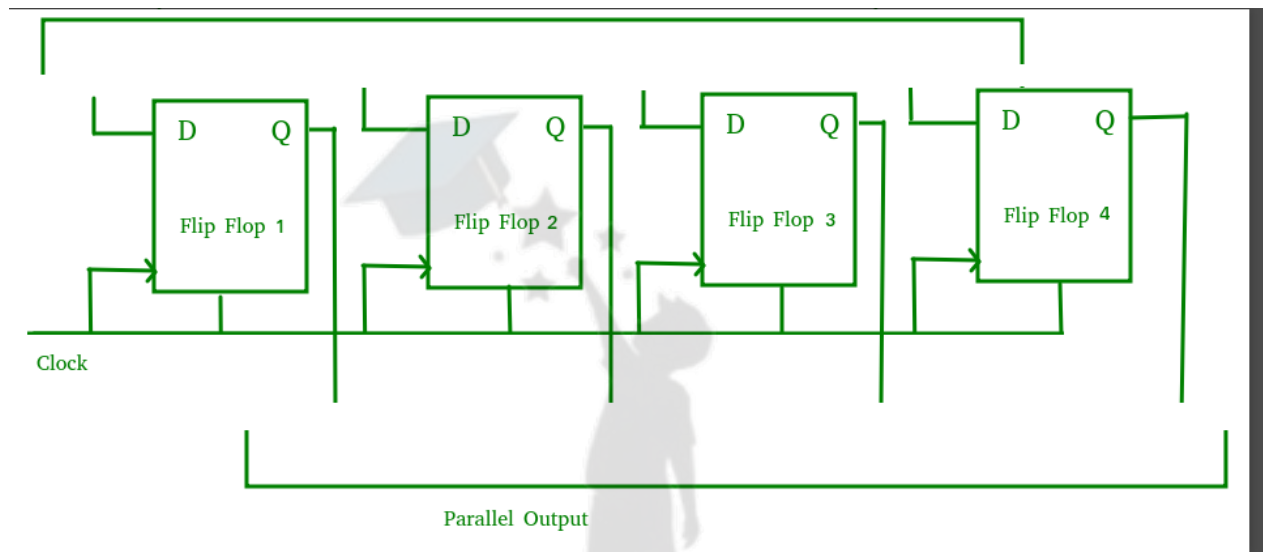 D Q
Flip Flop 1
D Q
Flip Flop 2
D Q
Flip Flop 3
D Q
Flip Flop 4
Clock
Parallel Output